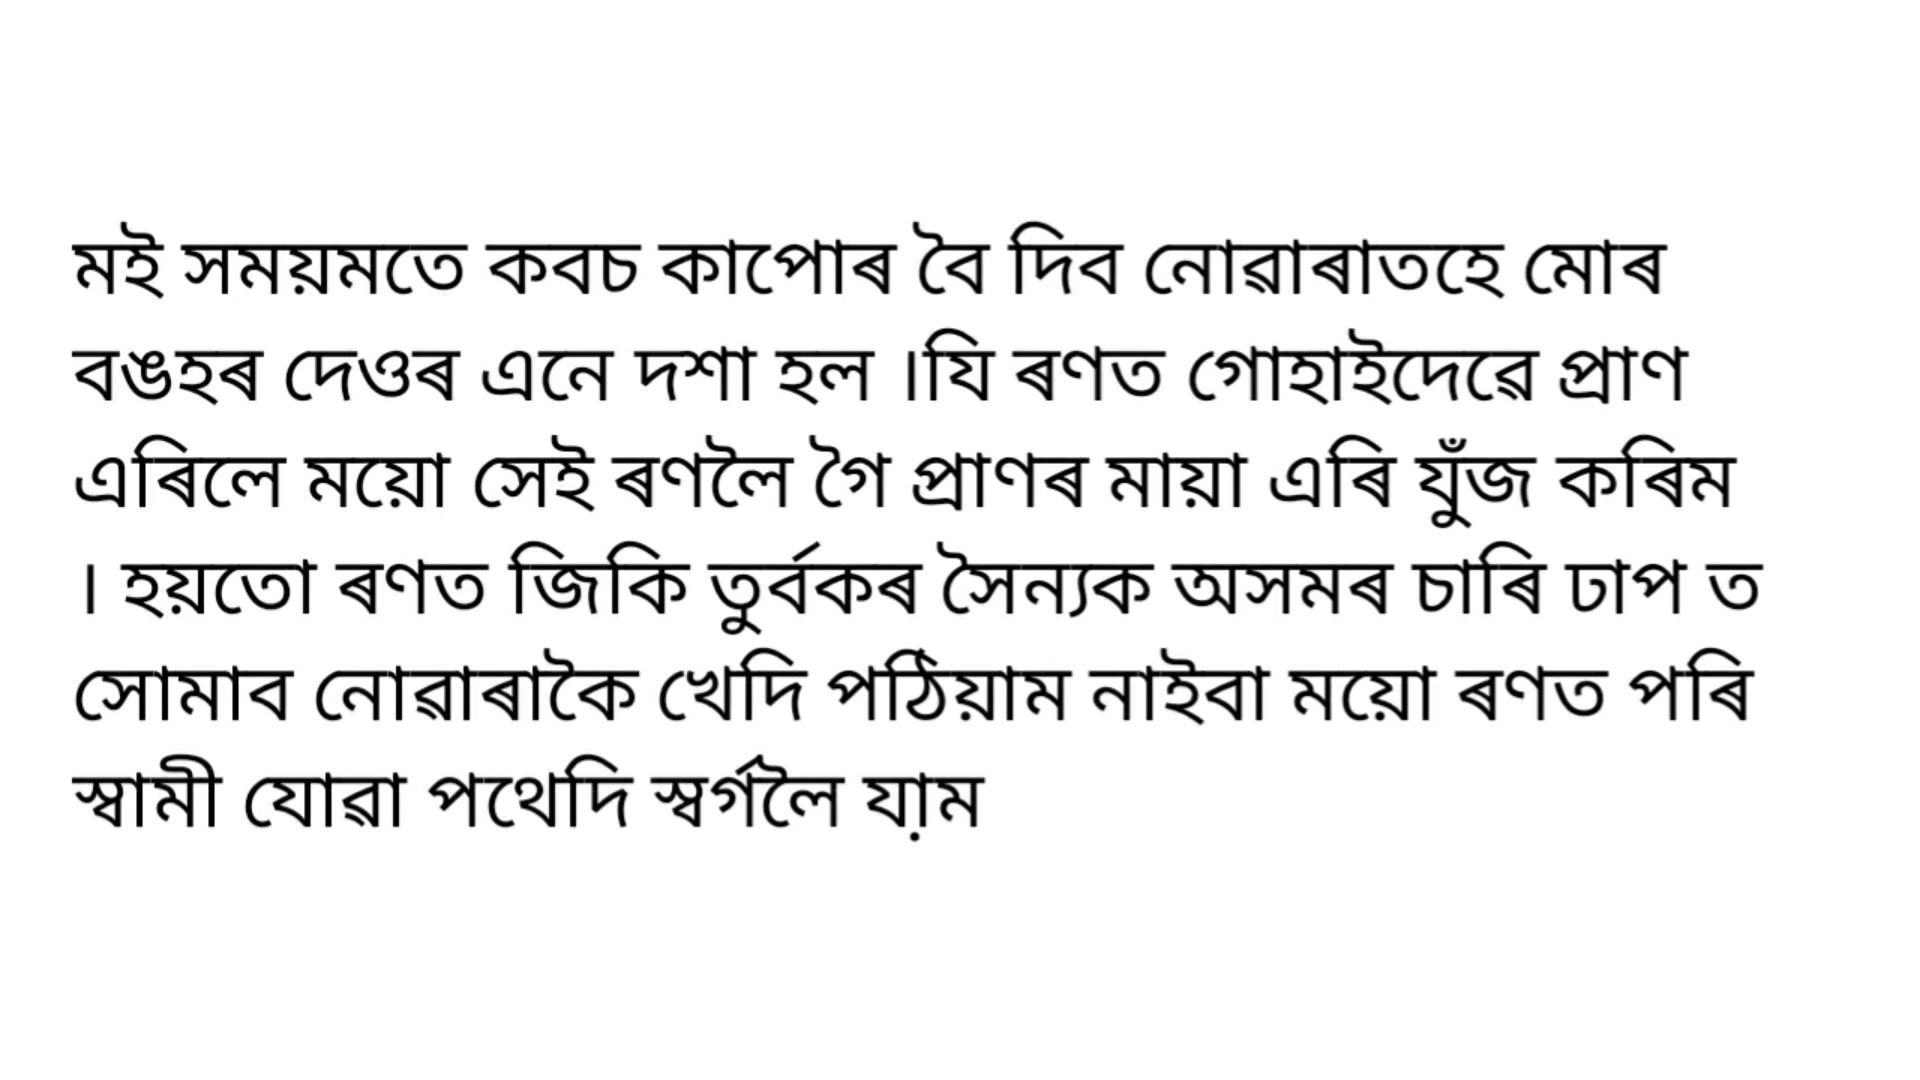 মই সময়মতে কবচ কাপোৰ বৈ দিব নোৱাৰাতহে মোৰ
বঙহৰ দেওৰ এনে দশা হল ।যি ৰণত গোহাইদেৱে প্ৰাণ
এৰিলে ময়ো সেই ৰণলৈ গৈ প্ৰাণৰ মায়া এৰি যুঁজ কৰিম
। হয়তো ৰণত জিকি তুৰ্বকৰ সৈন্যক অসমৰ চাৰি ঢাপ ত
সোমাব নোৱাৰাকৈ খেদি পঠিয়াম নাইবা ময়ো ৰণত পৰি
স্বামী যোৱা পথেদি স্বৰ্গলৈ যা়ম